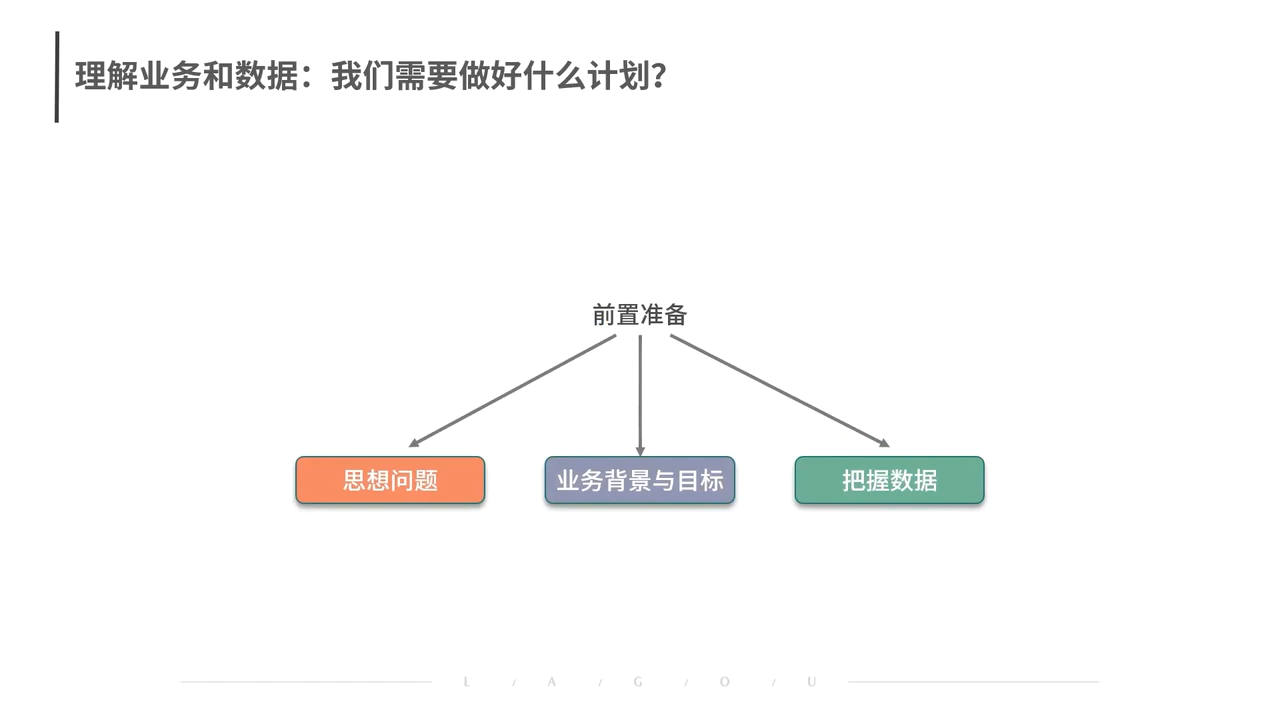 理解业务和数据：我们需要做好什么计划？
前置准备
思想问题
业务背景与目标
把握数据
L / A / G / O / U